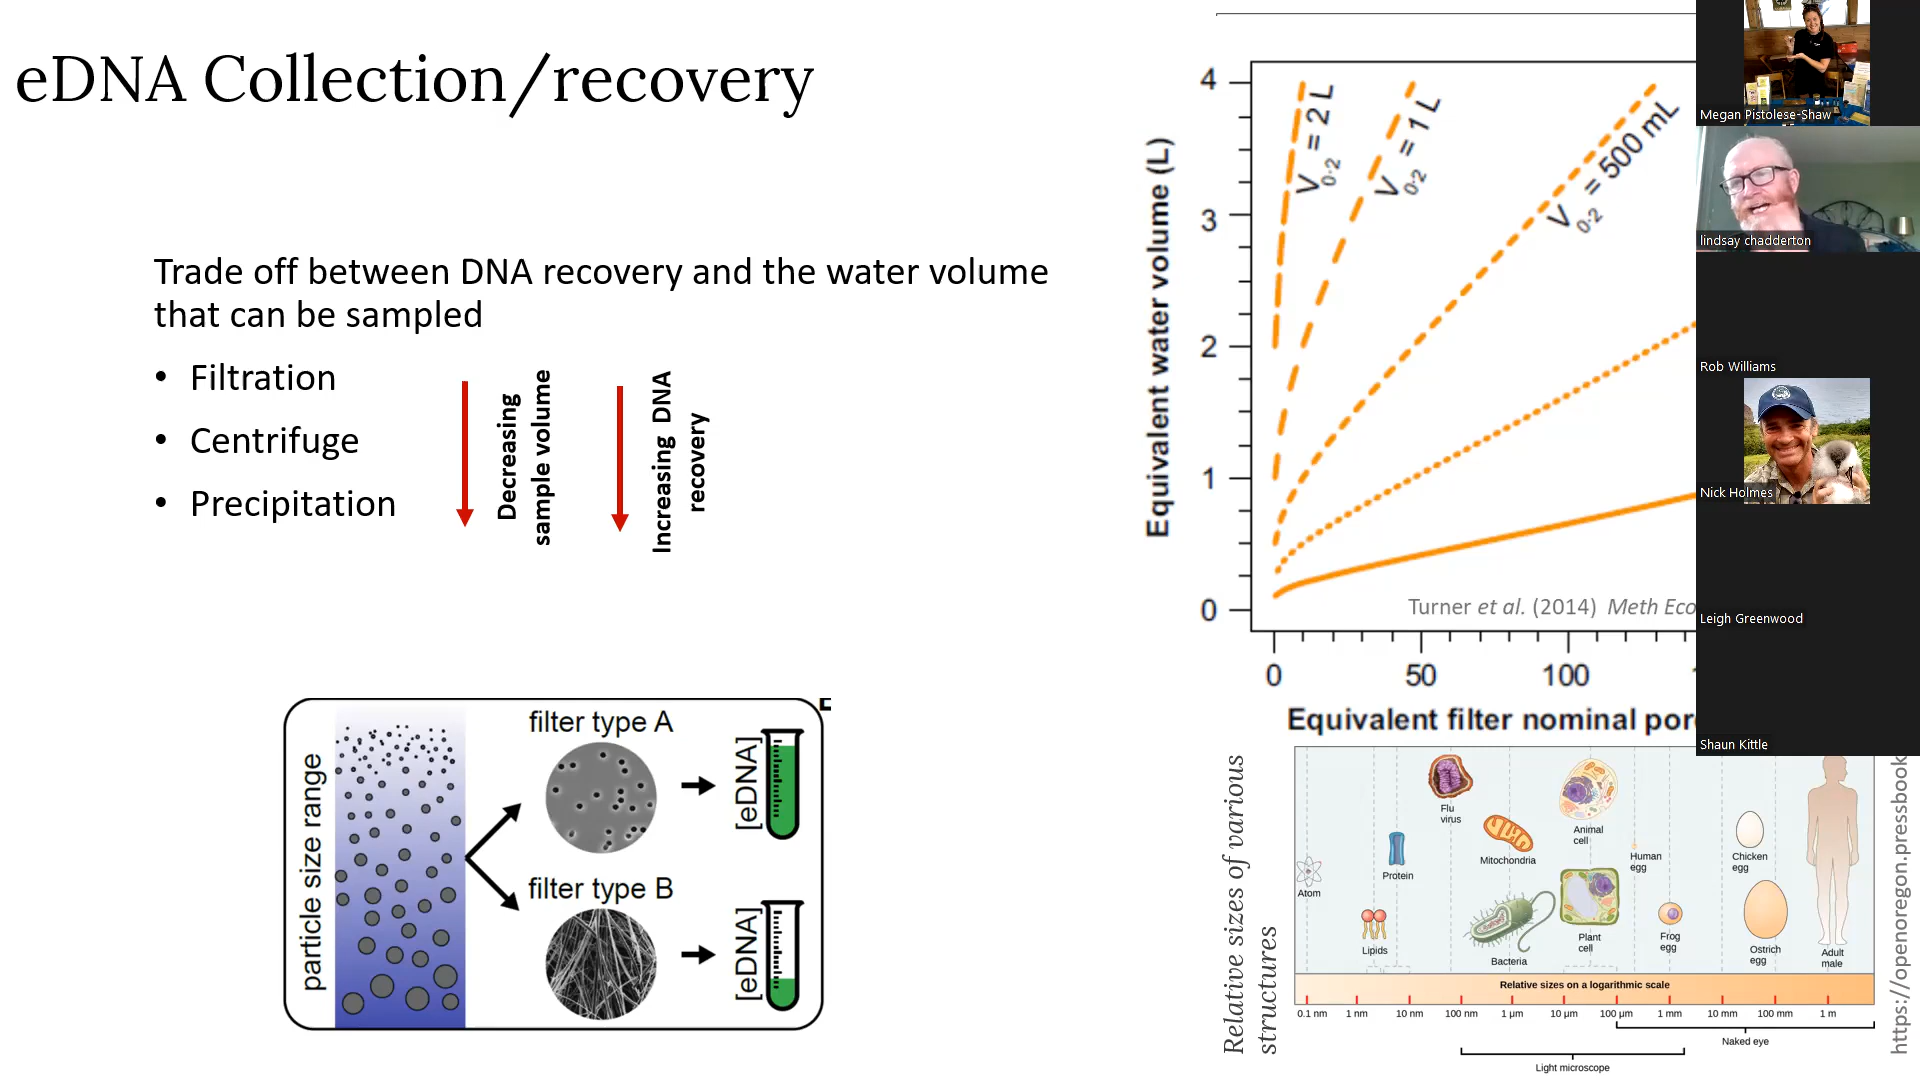 eDNA Collection/recovery
Trade off between DNA recovery and the water volume
that can be sampled
• Filtration
• Centrifuge
• Precipitation
Decreasing
sample volume
Increasing DNA
recovery
particle size range
filter type A
[eDNA]
filter type B
[eDNA]
Equivalent water volume (L)
4
3
2
1
0
V0·2 = 2 L
V0·2 = 1 L
V0·2 = 500 mL
Turner et al. (2014) Meth Eco
0
50
100
Equivalent filter nominal por
Relative sizes of various
structures
Atom
Lipids
Protein
Flu
virus
Mitochondria
Bacteria
Animal
cell
Plant
cell
Human
egg
Frog
egg
Chicken
egg
Ostrich
egg
Adult
male
Relative sizes on a logarithmic scale
0.1 nm
1 nm
10 nm
100 nm
1 µm
10 µm
100 µm
1 mm
10 mm
100 mm
1 m
Naked eye
Light microscope
https://openoregon.pressbook
Megan Pistolese-Shaw
lindsay chadderton
Rob Williams
Nick Holmes
Leigh Greenwood
Shaun Kittle